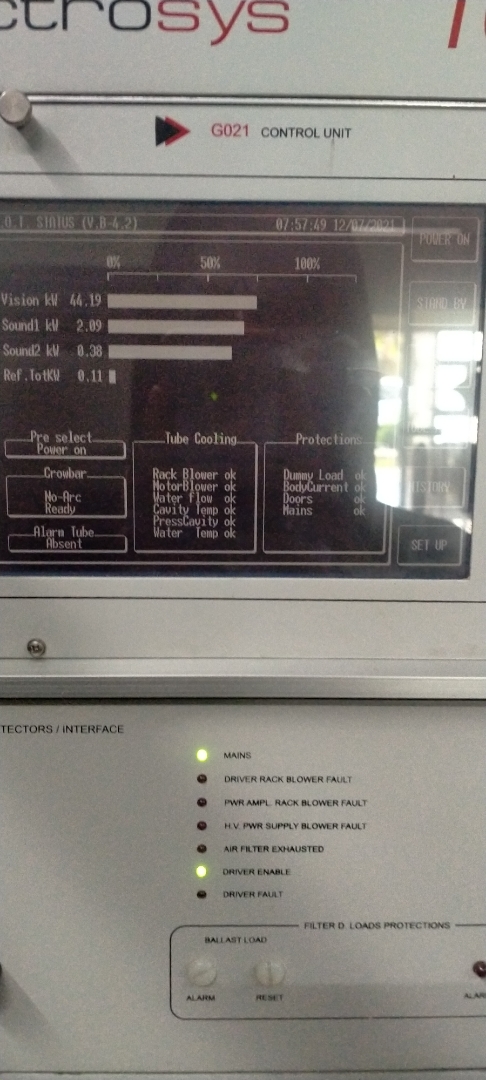 ctrosys
G021 CONTROL UNIT
STATUS (V.8-4.2) 07:57:49 12/07/2021
POWER ON
0% 50% 100%
Vision kW 44.19
STAND BY
Sound1 kW 2.09
Sound2 kW 0.38
Ref.TotKW 0.11
Pre select
Power on
Tube Cooling
Protections
Crowbar
No-Arc
Ready
Alarm Tube
Absent
Rack Blower ok
MotorBlower ok
Water flow ok
Cavity Temp ok
PressCavity ok
Water Temp ok
Dummy Load ok
BodyCurrent ok
Doors ok
Mains ok
HISTORY
SET UP
TECTORS / INTERFACE
MAINS
DRIVER RACK BLOWER FAULT
PWR AMPL. RACK BLOWER FAULT
H.V. PWR SUPPLY BLOWER FAULT
AIR FILTER EXHAUSTED
DRIVER ENABLE
DRIVER FAULT
FILTER D. LOADS PROTECTIONS
BALLAST LOAD
ALARM RESET ALAR